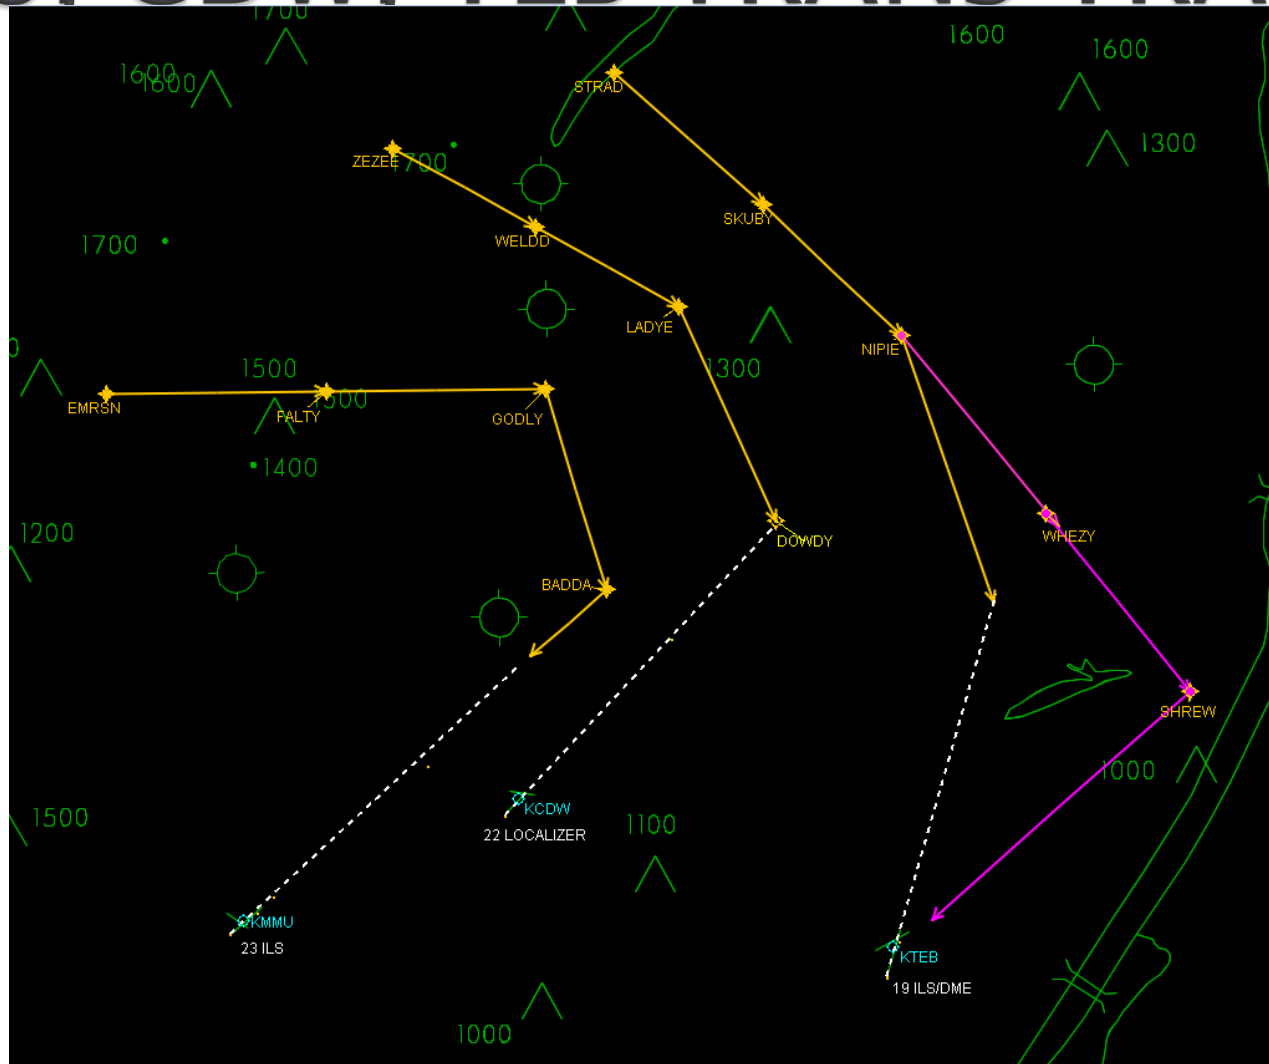 1700
1600
1600
1600
1600
STRAD
1300
ZEZEE
1700
SKUBY
1700
WELDD
LADYE
NIPIE
1500
1300
EMRSN
FALTY
1500
GODLY
1400
1200
WHEZY
DOWDY
BADDA
SHREW
1000
KCDW
1500
22 LOCALIZER
1100
KMMU
23 ILS
KTEB
19 ILS/DME
1000